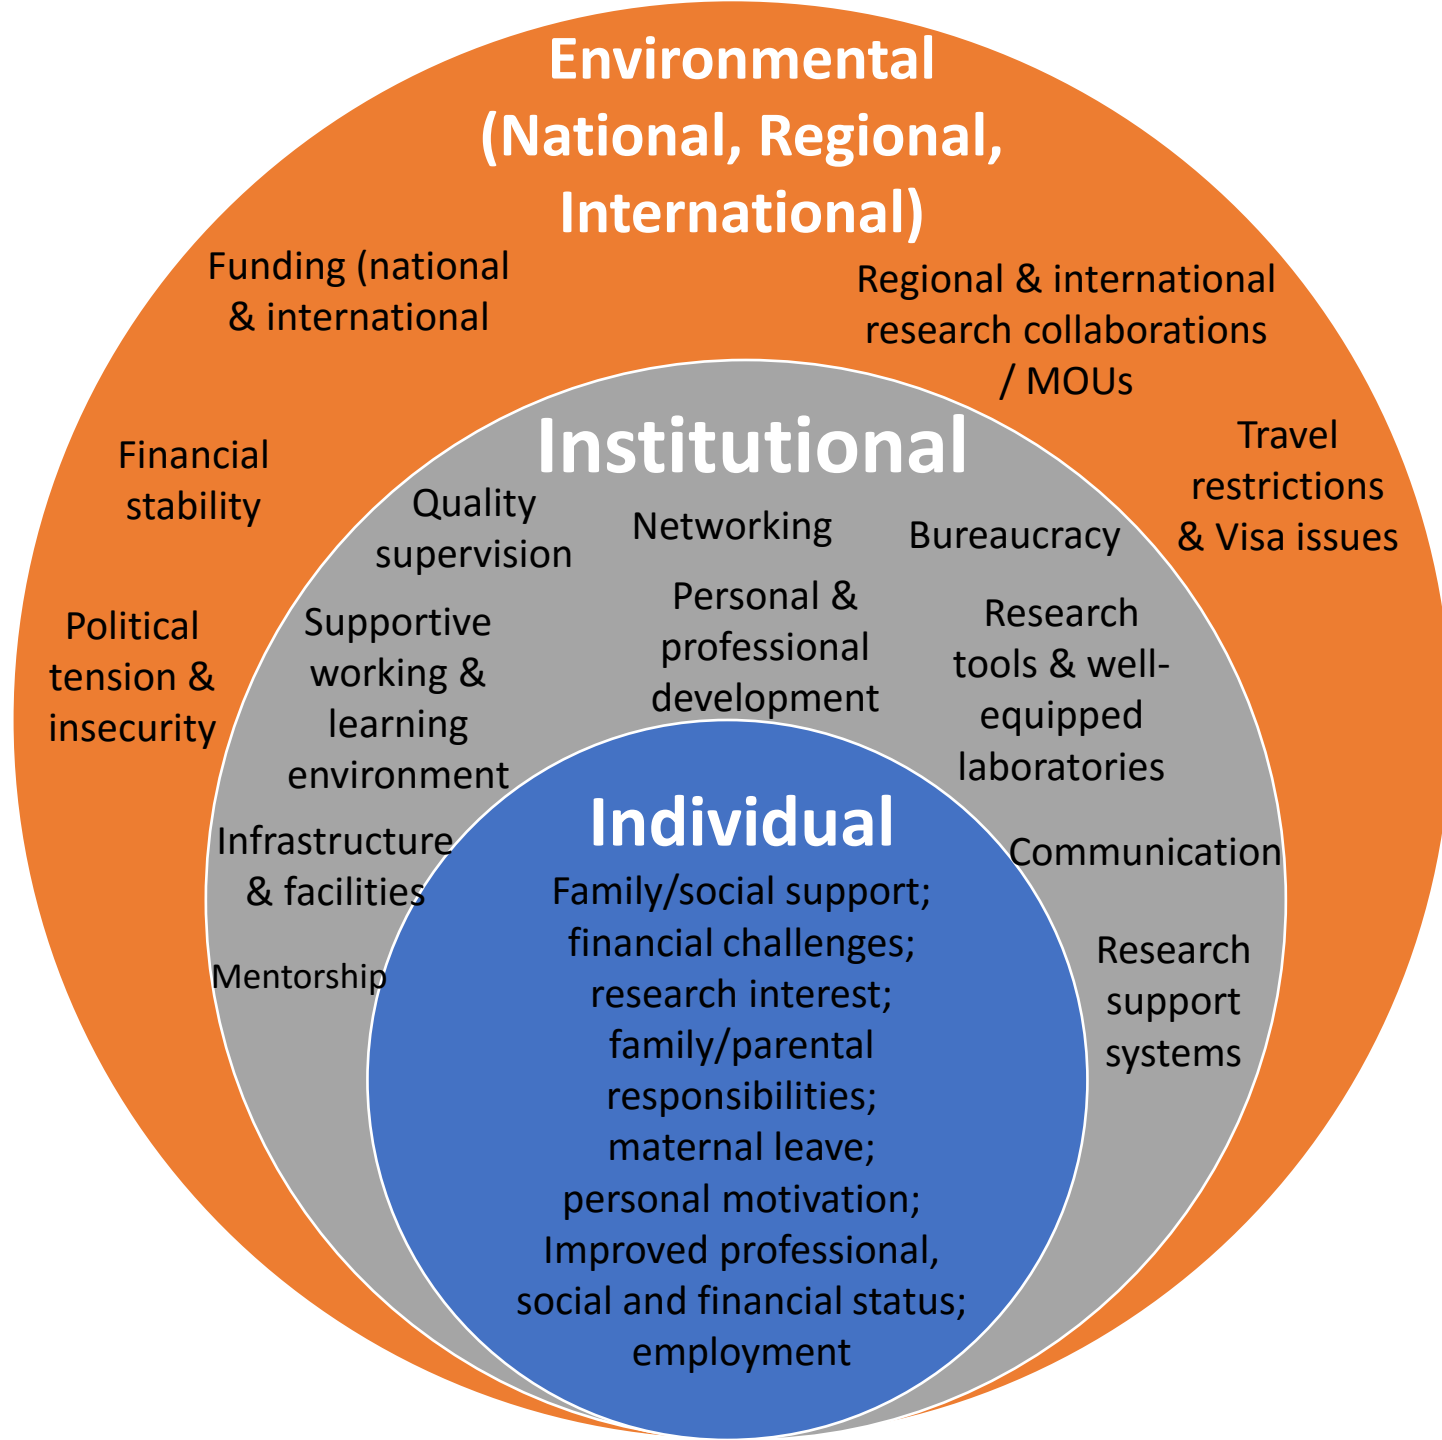 Environmental
(National, Regional,
International)
Funding (national
& international
Regional & international
research collaborations
/ MOUs
Financial
stability
Travel
restrictions
& Visa issues
Political
tension &
insecurity
Institutional
Quality
supervision
Networking
Bureaucracy
Supportive
working &
learning
environment
Personal &
professional
development
Research
tools & well-
equipped
laboratories
Infrastructure
& facilities
Communication
Mentorship
Research
support
systems
Individual
Family/social support;
financial challenges;
research interest;
family/parental
responsibilities;
maternal leave;
personal motivation;
Improved professional,
social and financial status;
employment